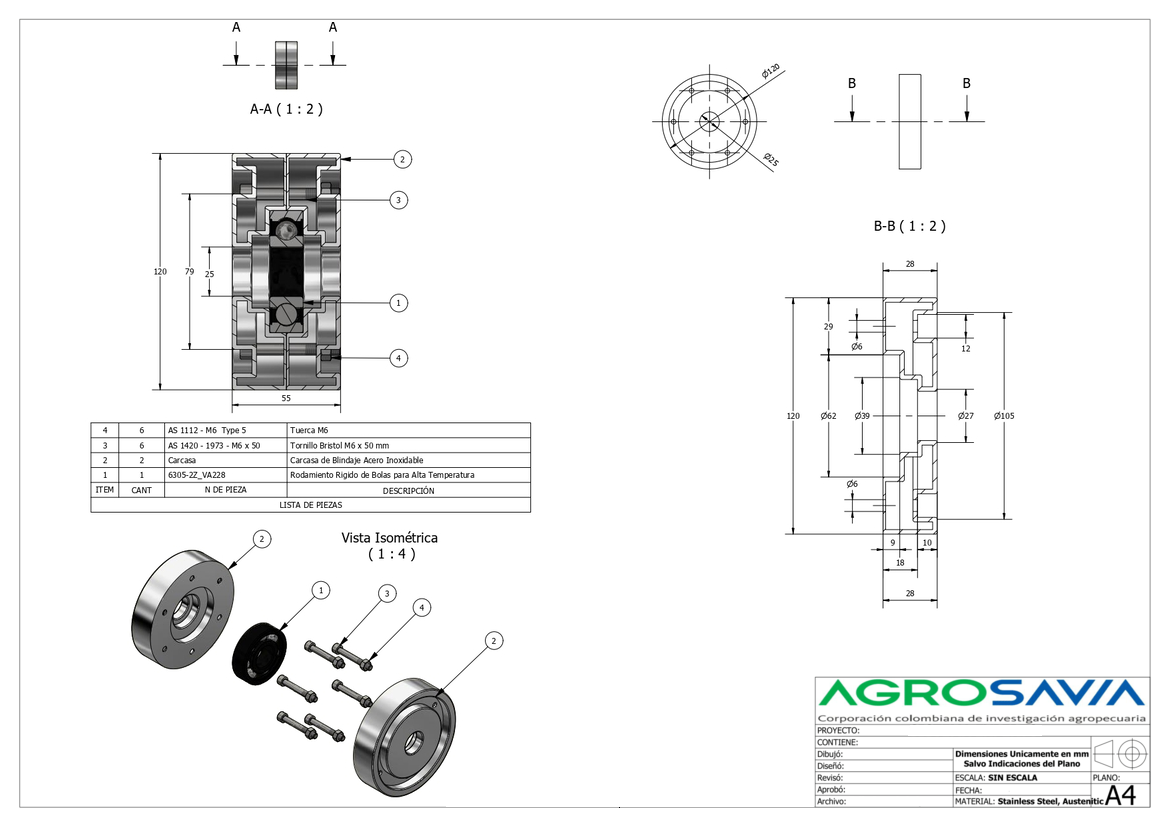 A A
A-A ( 1 : 2 )
2
3
1
4
120
79
25
55
4 6 AS 1112 - M6 Type 5 Tuerca M6
3 6 AS 1420 - 1973 - M6 x 50 Tornillo Bristol M6 x 50 mm
2 2 Carcasa Carcasa de Blindaje Acero Inoxidable
1 1 6305-2Z_VA228 Rodamiento Rigido de Bolas para Alta Temperatura
ITEM CANT N DE PIEZA DESCRIPCIÓN
LISTA DE PIEZAS
Vista Isométrica
( 1 : 4 )
2
1
3
4
2
Ø120
Ø25
B B
B-B ( 1 : 2 )
28
29
Ø6
12
120
Ø62
Ø39
Ø27
Ø105
Ø6
9
10
18
28
AGROSAVIA
Corporación colombiana de investigación agropecuaria
PROYECTO:
CONTIENE:
Dibujó:
Diseñó:
Revisó:
Aprobó:
Archivo:
Dimensiones Unicamente en mm
Salvo Indicaciones del Plano
ESCALA: SIN ESCALA
FECHA:
MATERIAL: Stainless Steel, Austenitic
PLANO:
A4